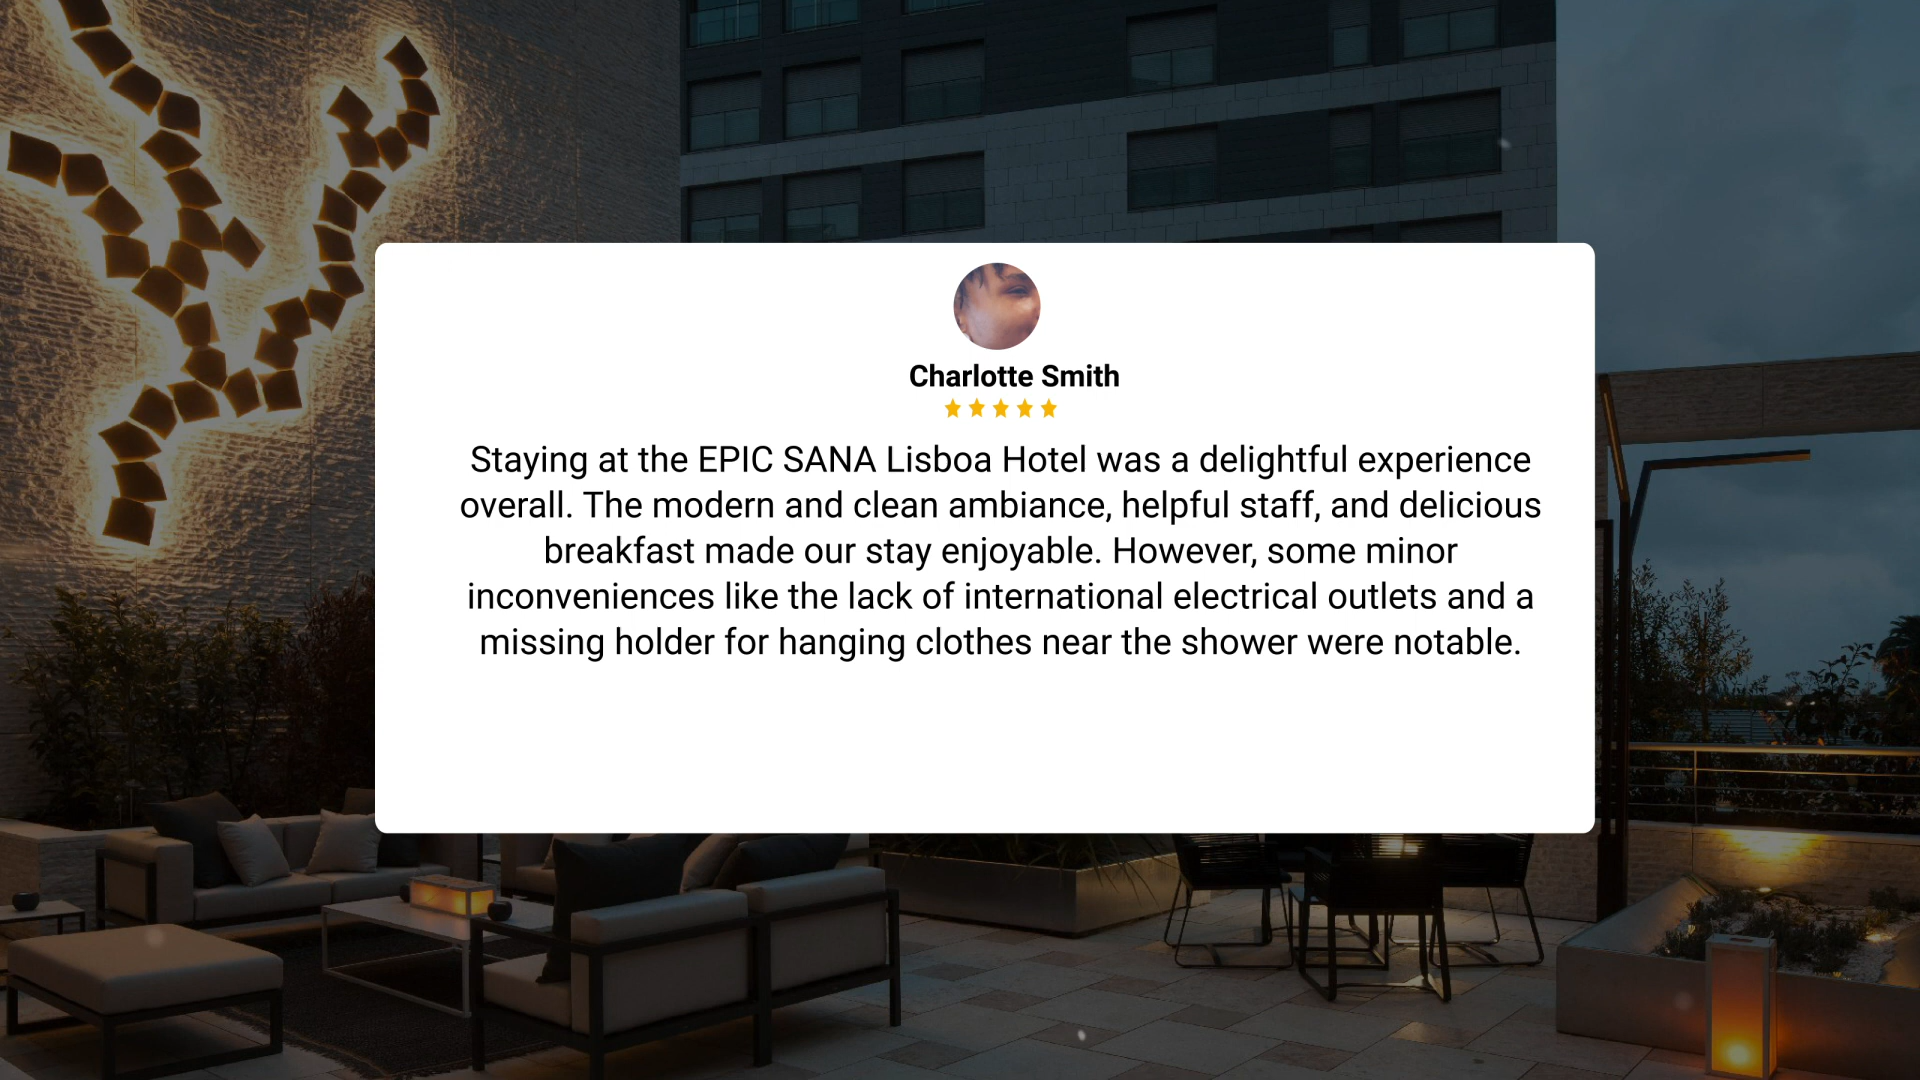 Charlotte Smith
Staying at the EPIC SANA Lisboa Hotel was a delightful experience
overall. The modern and clean ambiance, helpful staff, and delicious
breakfast made our stay enjoyable. However, some minor
inconveniences like the lack of international electrical outlets and a
missing holder for hanging clothes near the shower were notable.